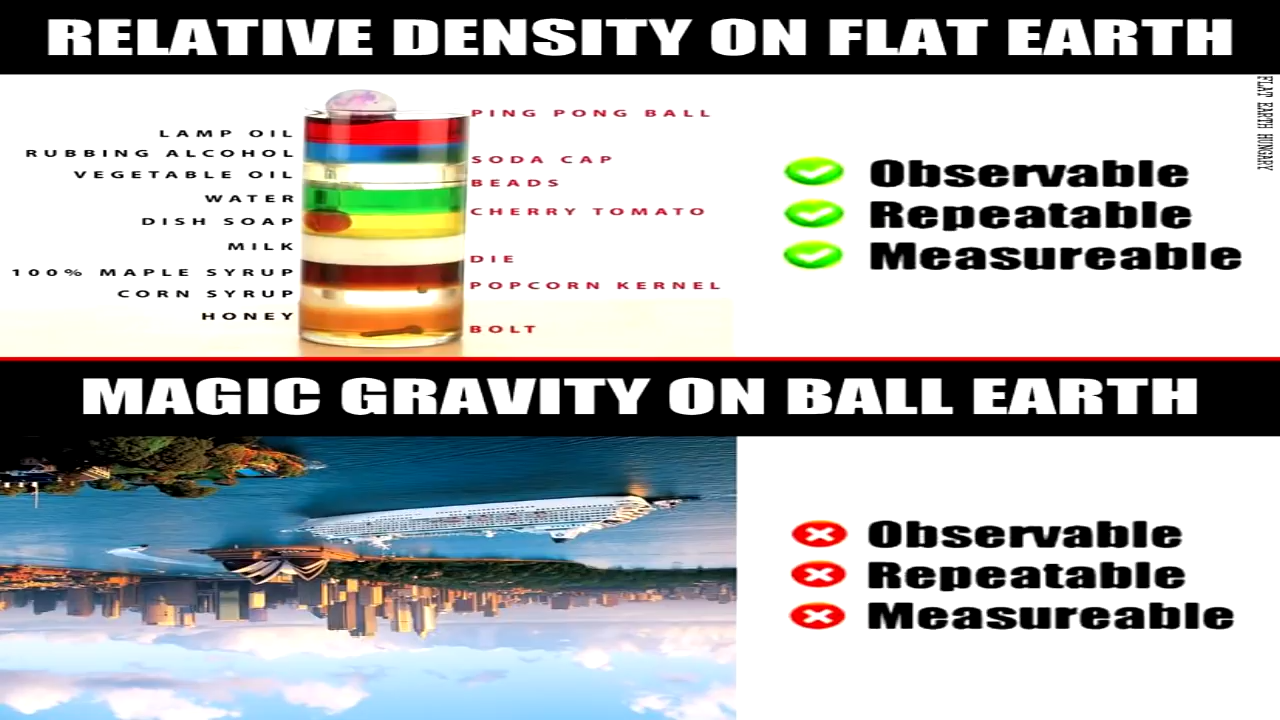 RELATIVE DENSITY ON FLAT EARTH
FLAT EARTH HUNGARY
PING PONG BALL
LAMP OIL
RUBBING ALCOHOL
SODA CAP
VEGETABLE OIL
BEADS
WATER
CHERRY TOMATO
DISH SOAP
MILK
DIE
100% MAPLE SYRUP
POPCORN KERNEL
CORN SYRUP
HONEY
BOLT
Observable
Repeatable
Measureable
MAGIC GRAVITY ON BALL EARTH
Observable
Repeatable
Measureable